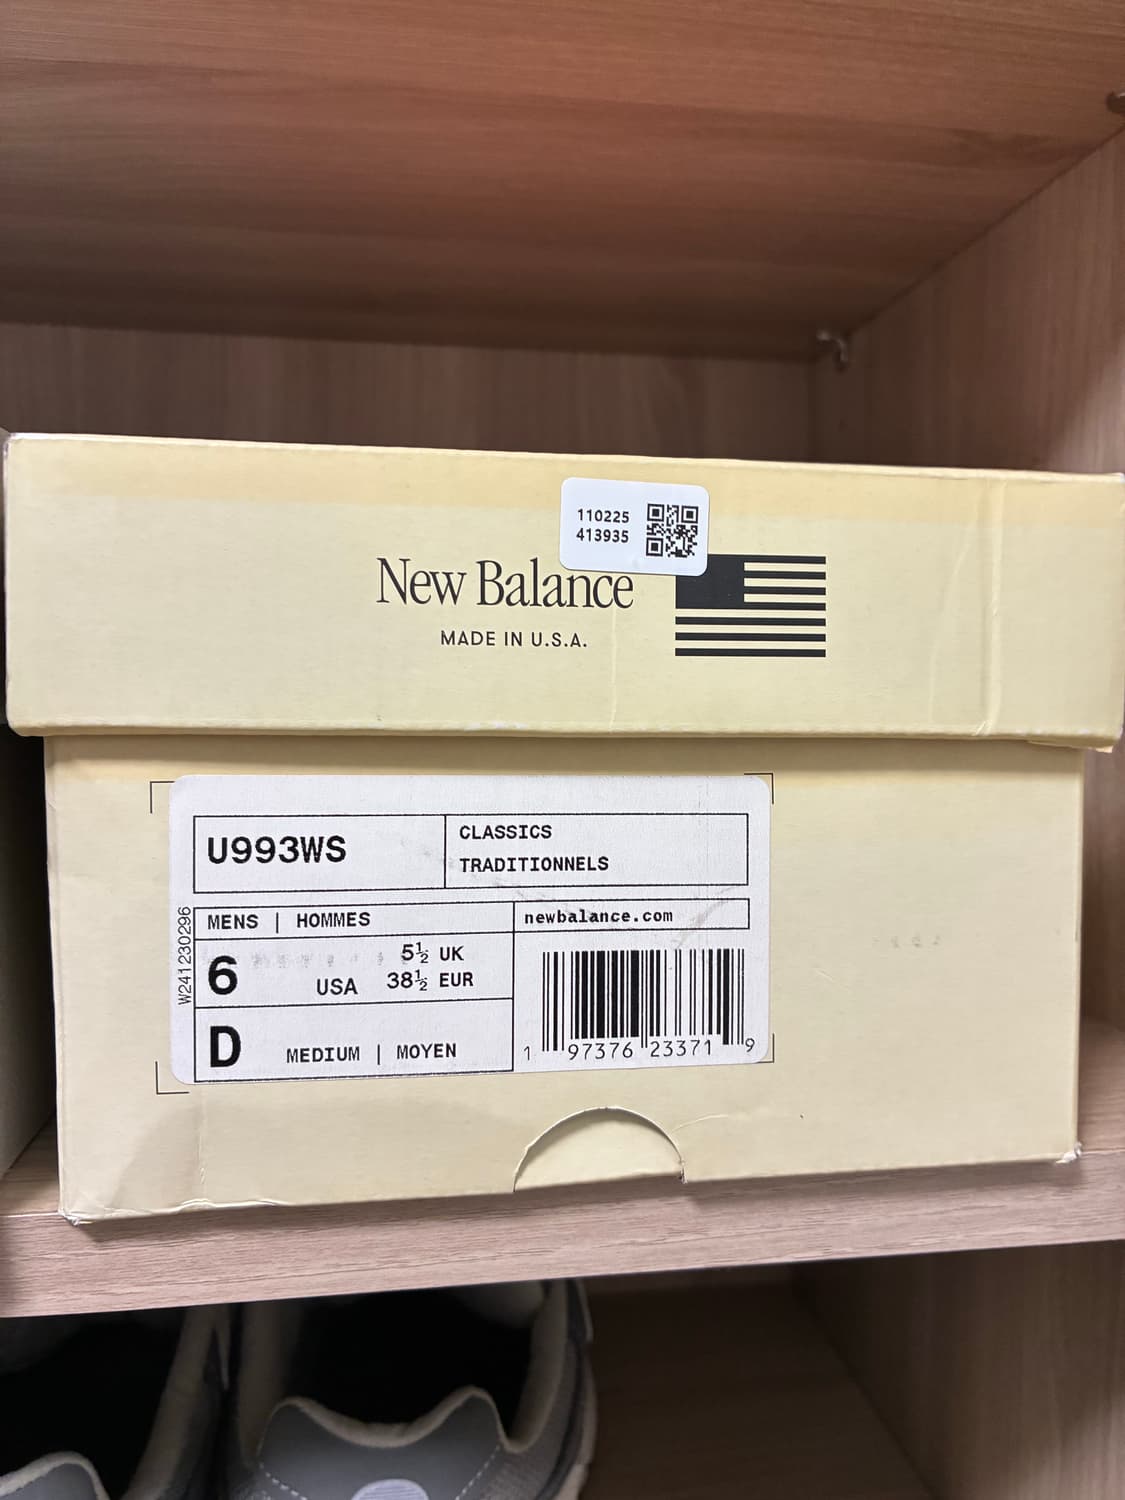 110225
413935
New Balance
MADE IN U.S.A.
U993WS
CLASSICS
TRADITIONNELS
W241230296
MENS | HOMMES
newbalance.com
6 USA
5½ UK
38½ EUR
D MEDIUM | MOYEN
1 97376 23371 9